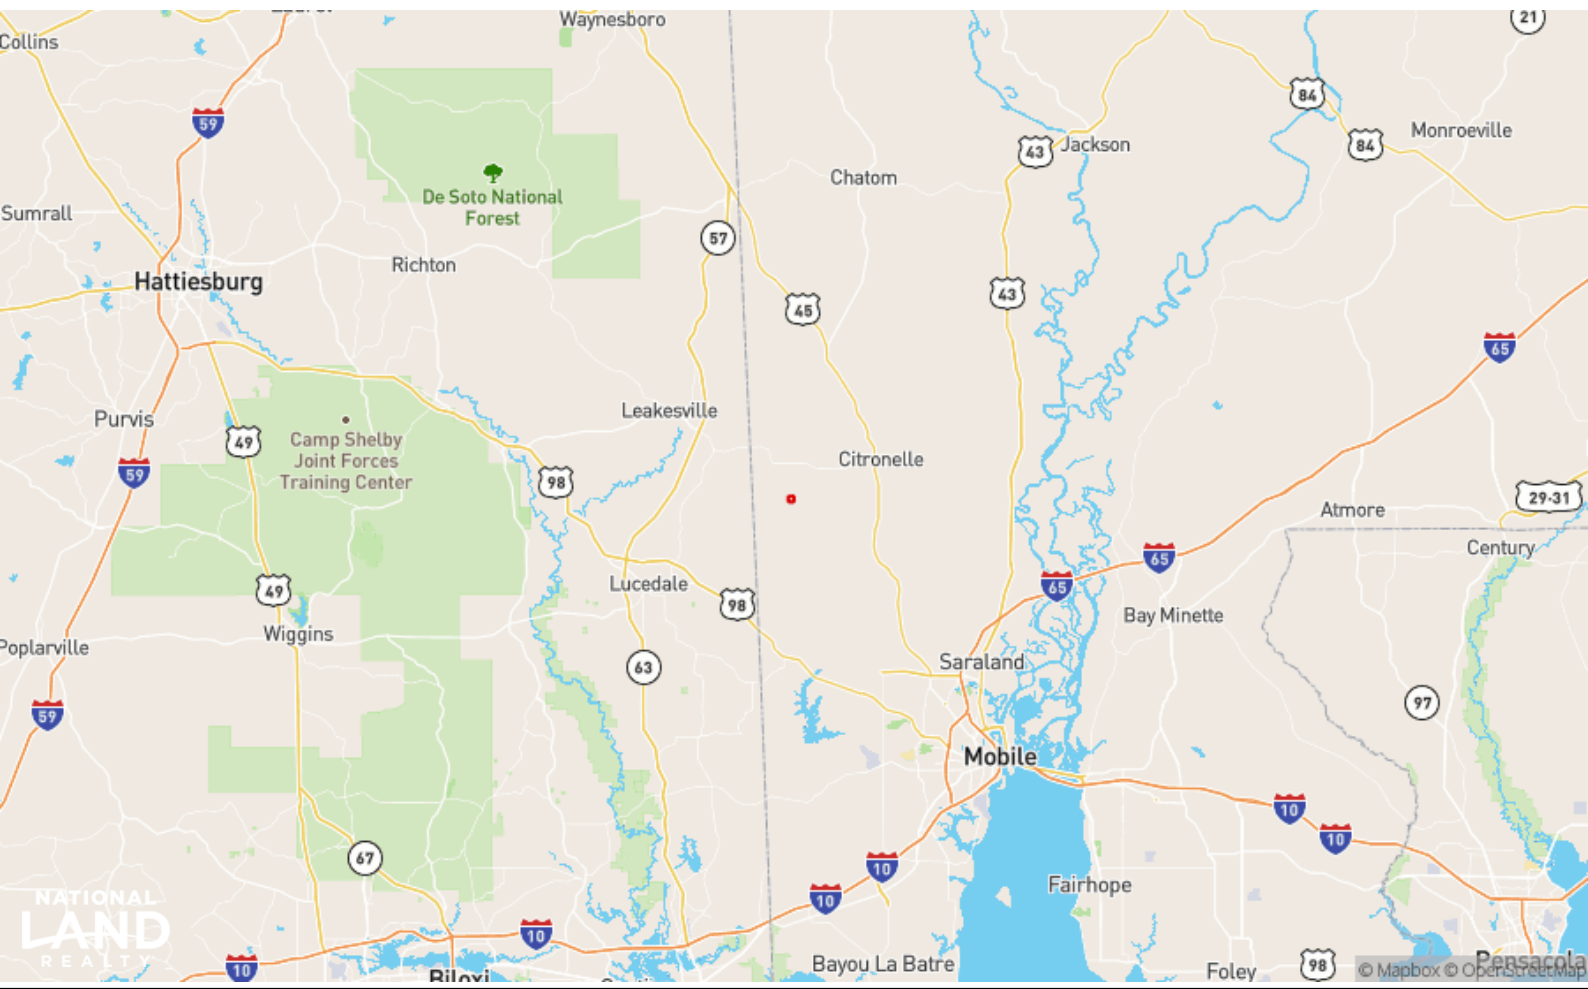 Waynesboro
21
Collins
59
84
43
Jackson
84
Monroeville
Chatom
De Soto National
Forest
Sumrall
57
Richton
Hattiesburg
45
43
65
Purvis
Leakesville
49
Camp Shelby
Joint Forces
Training Center
Citronelle
59
98
29-31
Atmore
Century
65
65
Lucedale
49
98
Bay Minette
Wiggins
Poplarville
63
Saraland
59
97
Mobile
10
10
67
10
Fairhope
10
NATIONAL
LAND
REALTY
10
10
Biloxi
Bayou La Batre
Foley
98
Pensacola
© Mapbox © OpenStreetMap